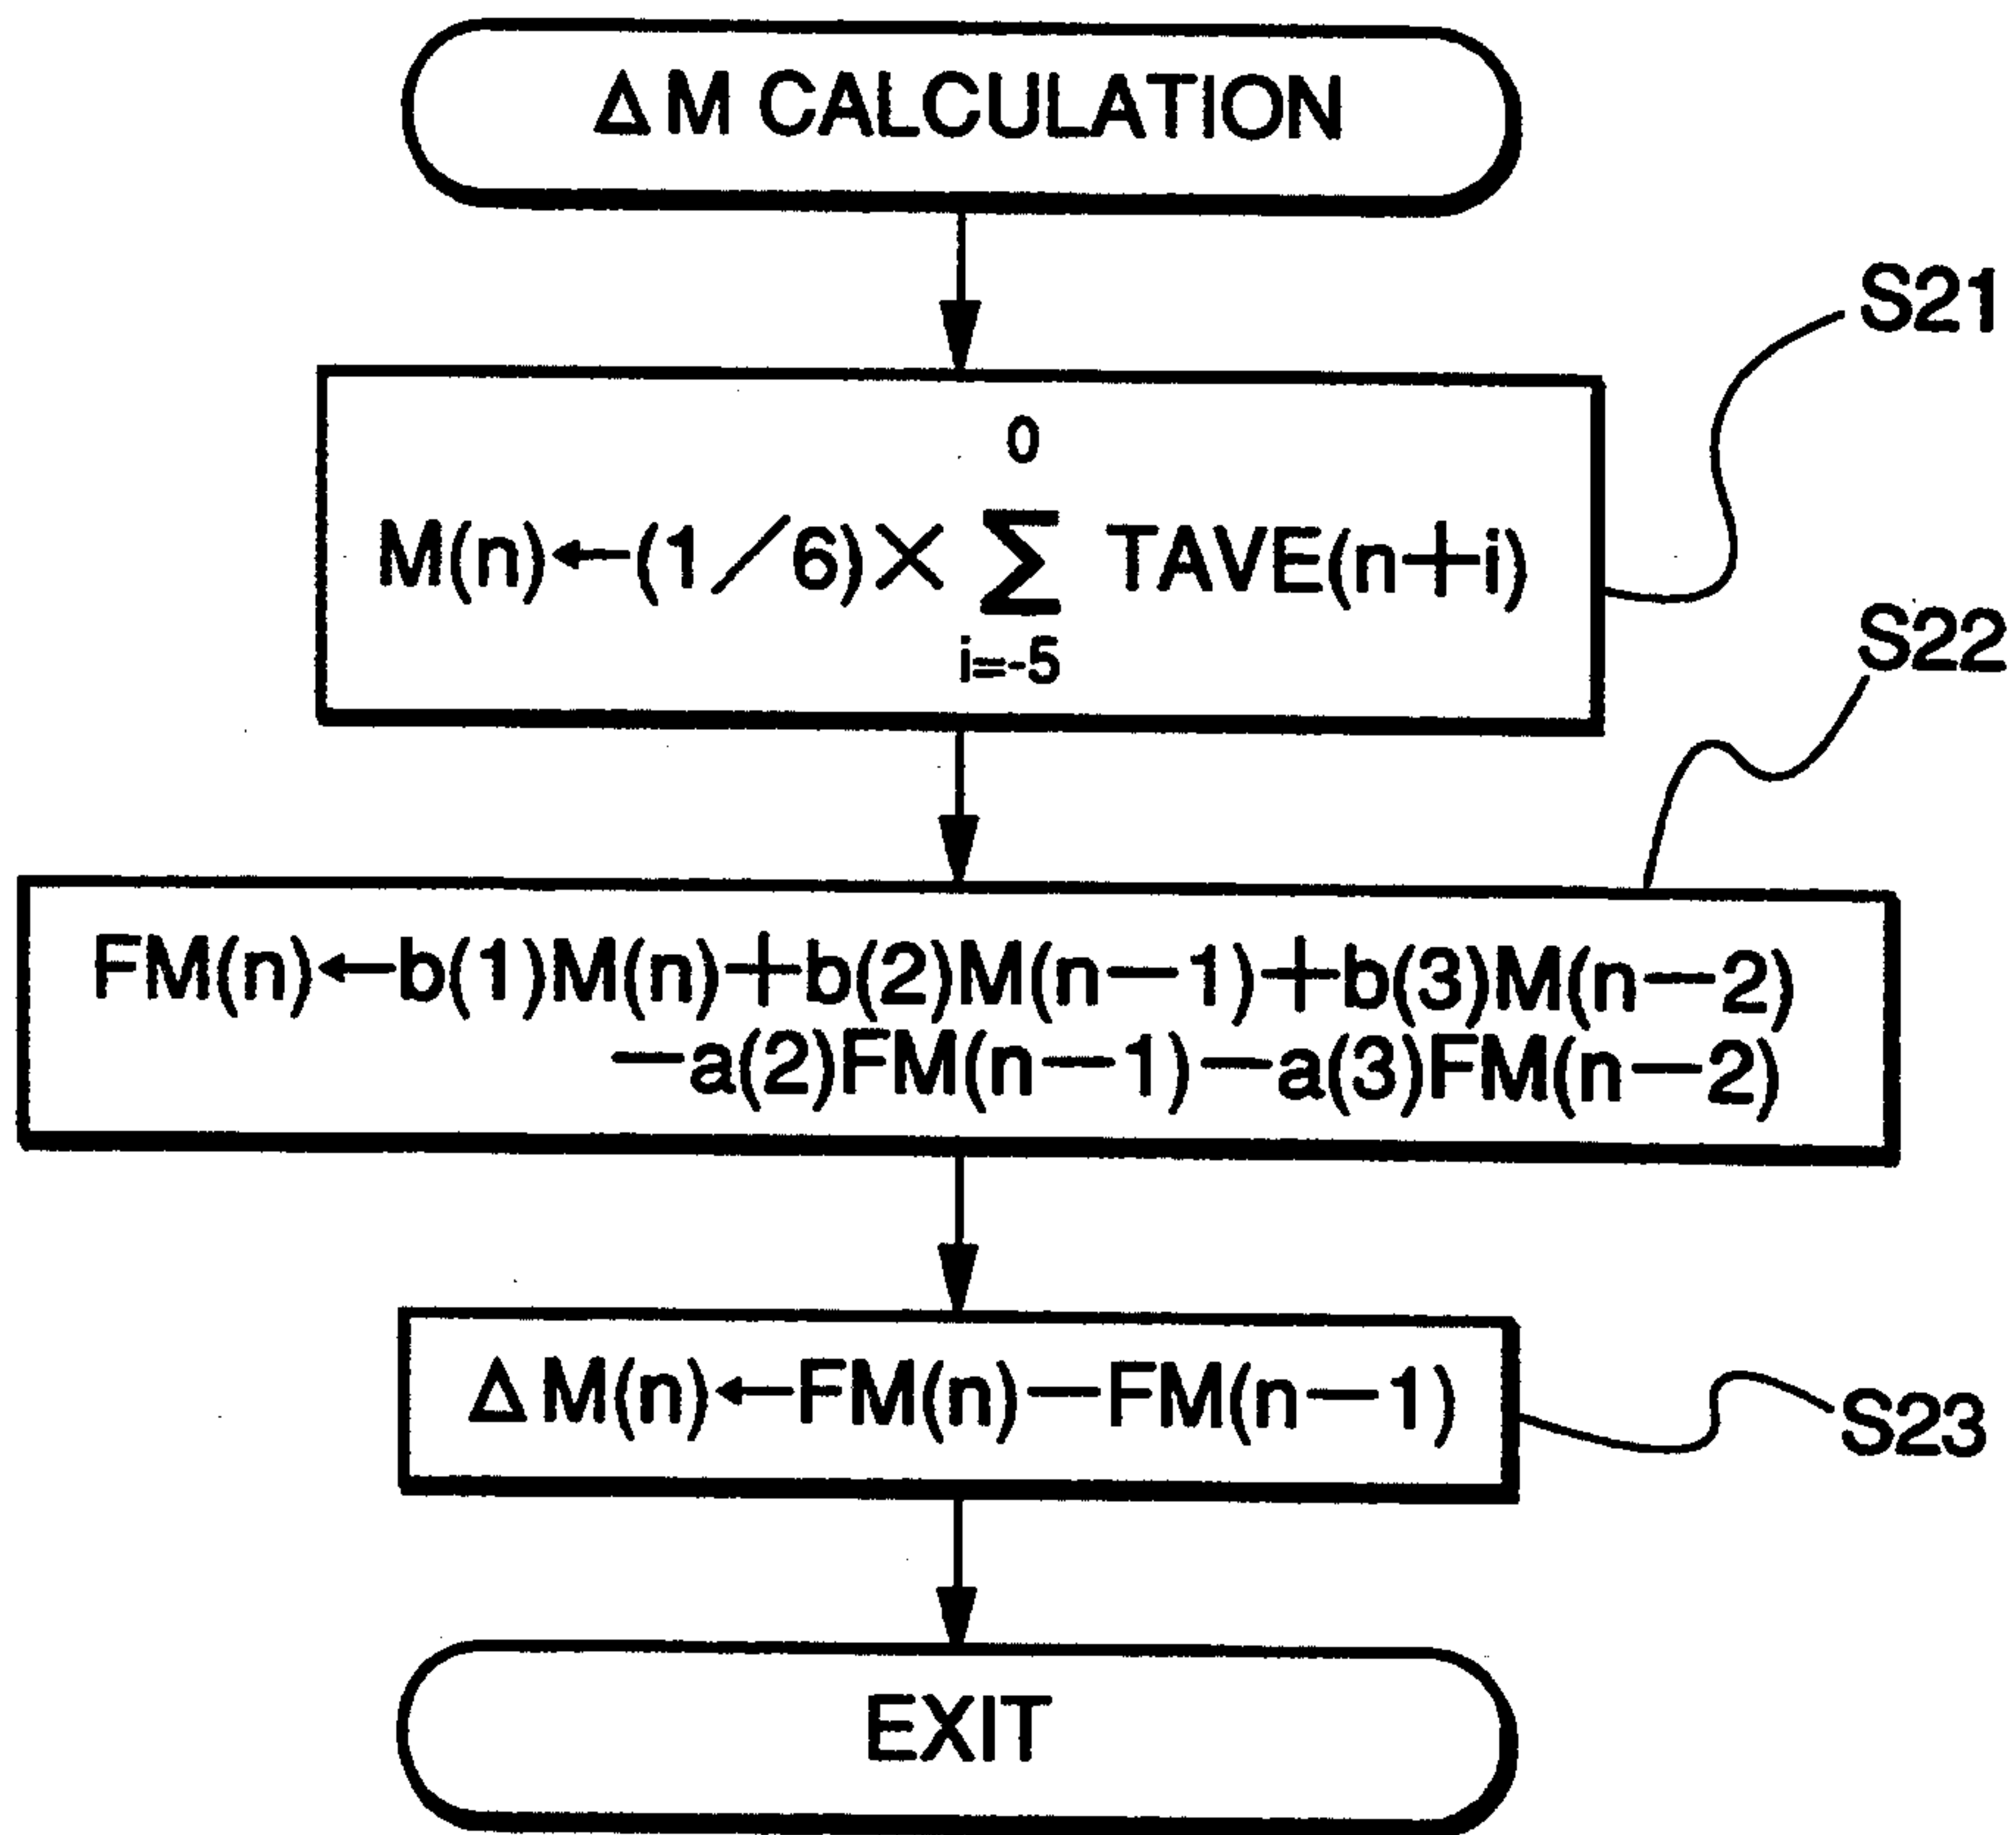 ΔM CALCULATION
S21
0
M(n)←(1/6)×Σ TAVE(n+i)
i=-5
S22
FM(n)←b(1)M(n)+b(2)M(n−1)+b(3)M(n−2)
−a(2)FM(n−1)−a(3)FM(n−2)
ΔM(n)←FM(n)−FM(n−1)
S23
EXIT